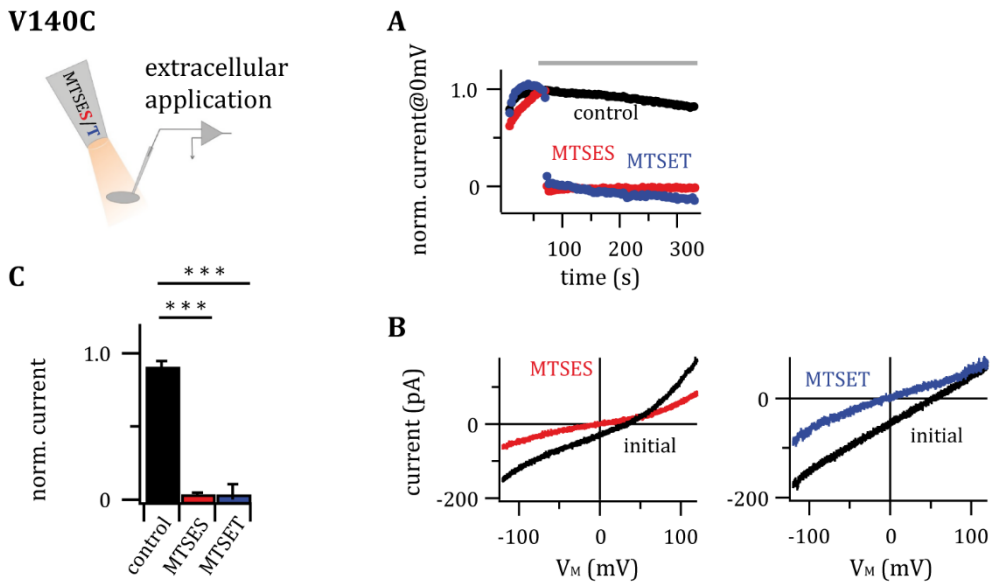 V140C
MTSES/T
extracellular
application
A
norm. current@0mV
1.0
0
control
MTSES
MTSET
100
200
300
time (s)
C
***
***
norm. current
1.0
0
control
MTSES
MTSET
B
current (pA)
0
-200
MTSES
initial
-100
0
100
VM (mV)
0
-200
MTSET
initial
-100
0
100
VM (mV)